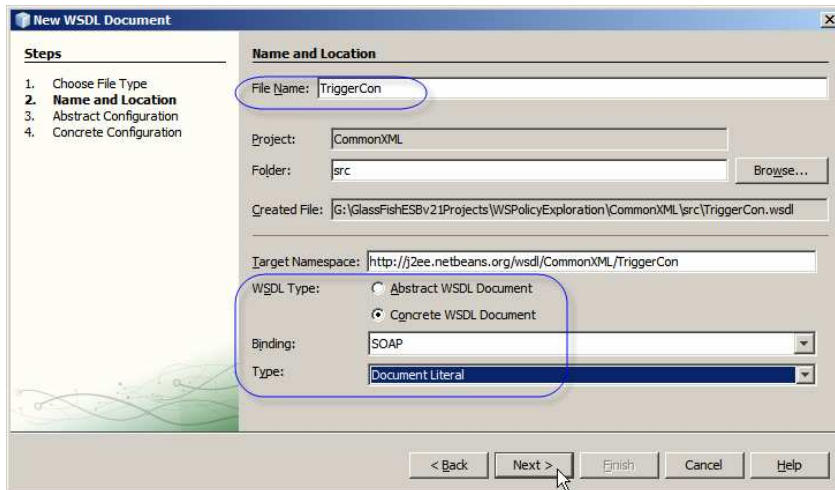 New WSDL Document
Steps
1. Choose File Type
2. Name and Location
3. Abstract Configuration
4. Concrete Configuration
Name and Location
File Name: TriggerCon
Project: CommonXML
Folder: src Browse...
Created File: G:\GlassFishESBv21Projects\WSPolicyExploration\CommonXML\src\TriggerCon.wsdl
Target Namespace: http://j2ee.netbeans.org/wsdl/CommonXML/TriggerCon
WSDL Type: Abstract WSDL Document
Concrete WSDL Document
Binding: SOAP
Type: Document Literal
< Back Next > Finish Cancel Help